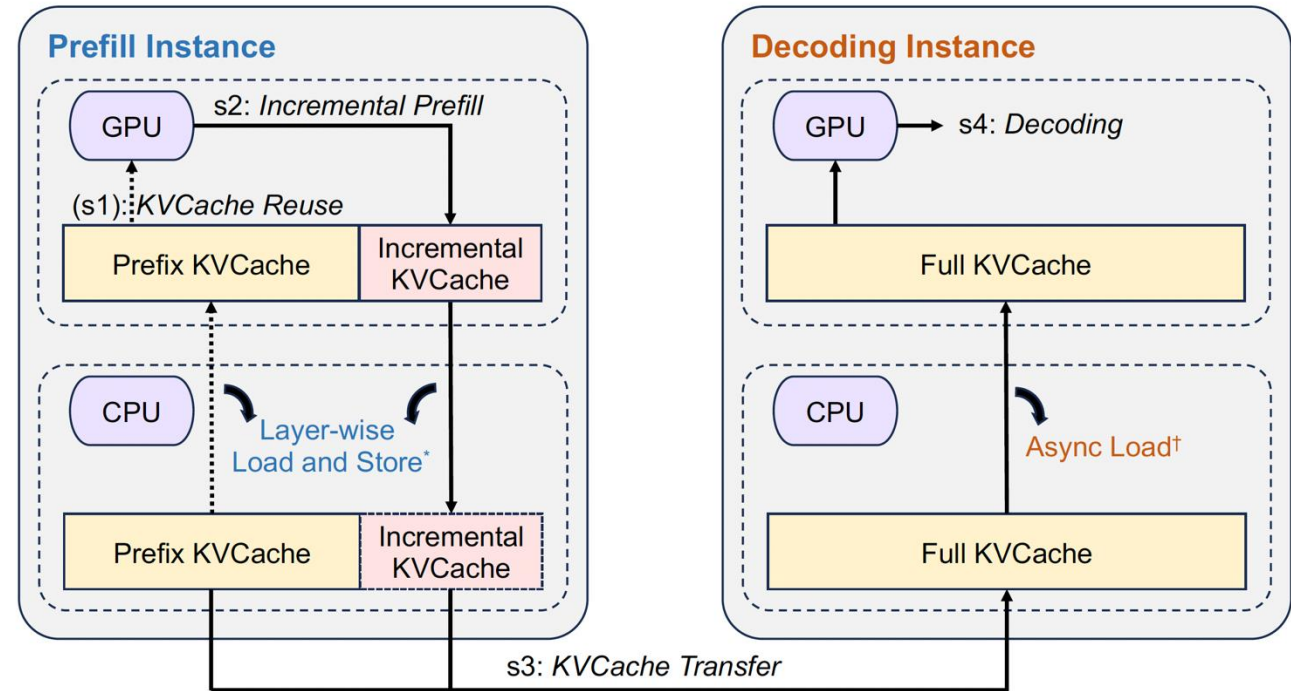 Prefill Instance
GPU
s2: Incremental Prefill
(s1): KVCache Reuse
Prefix KVCache
Incremental
KVCache
CPU
Layer-wise
Load and Store*
Prefix KVCache
Incremental
KVCache
Decoding Instance
GPU
s4: Decoding
Full KVCache
CPU
Async Load†
Full KVCache
s3: KVCache Transfer